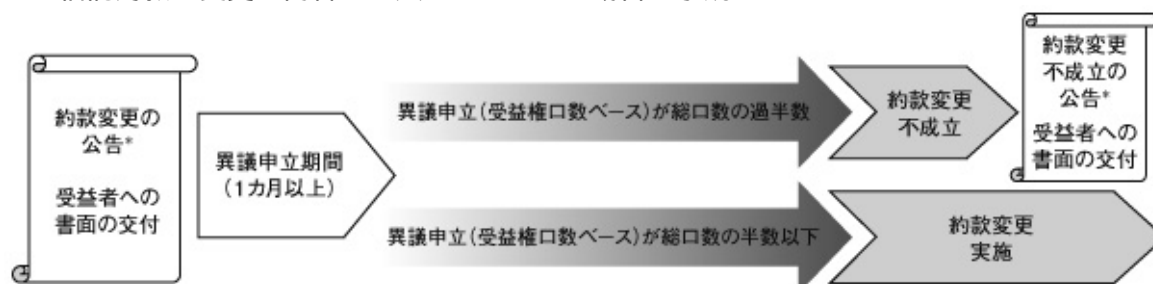 約款変更の
公告*
受益者への
書面の交付
異議申立期間
(1カ月以上)
異議申立(受益権口数ベース)が総口数の過半数
約款変更
不成立
約款変更
不成立の
公告*
受益者への
書面の交付
異議申立(受益権口数ベース)が総口数の半数以下
約款変更
実施